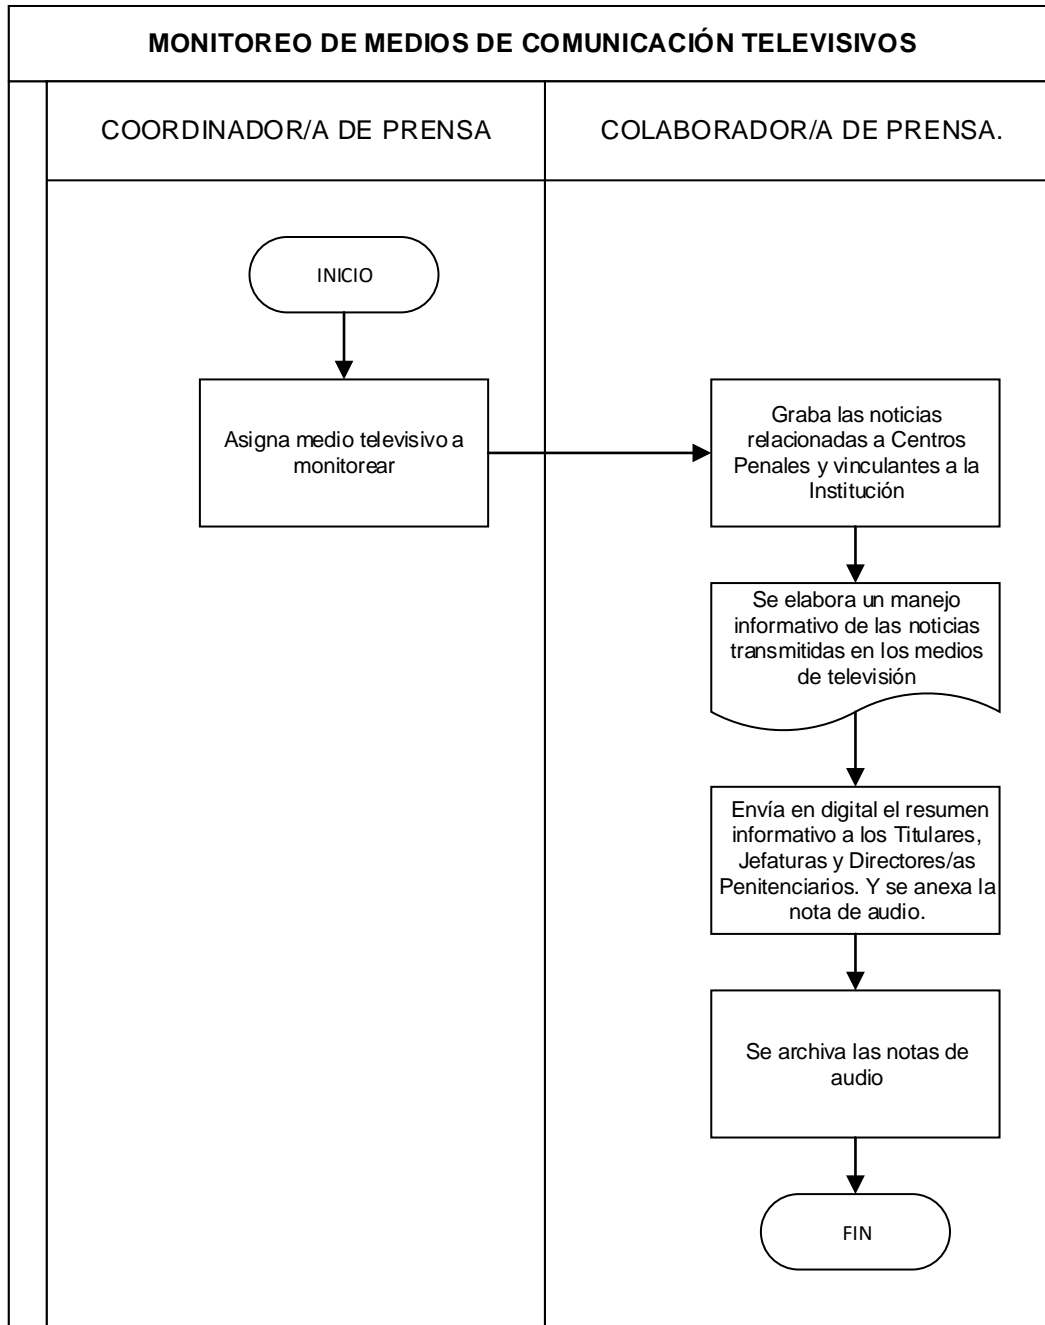 MONITOREO DE MEDIOS DE COMUNICACIÓN TELEVISIVOS
COORDINADOR/A DE PRENSA
COLABORADOR/A DE PRENSA.
INICIO
Asigna medio televisivo a
monitorear
Graba las noticias
relacionadas a Centros
Penales y vinculantes a la
Institución
Se elabora un manejo
informativo de las noticias
transmitidas en los medios
de televisión
Envía en digital el resumen
informativo a los Titulares,
Jefaturas y Directores/as
Penitenciarios. Y se anexa la
nota de audio.
Se archiva las notas de
audio
FIN